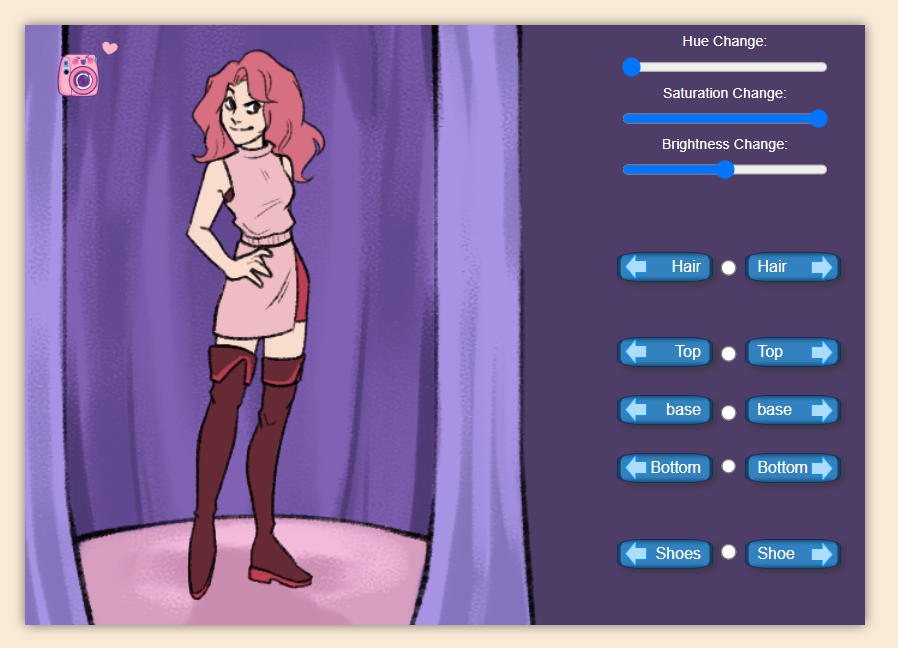 Hue Change:
Saturation Change:
Brightness Change:
Hair Hair
Top Top
base base
Bottom Bottom
Shoes Shoe